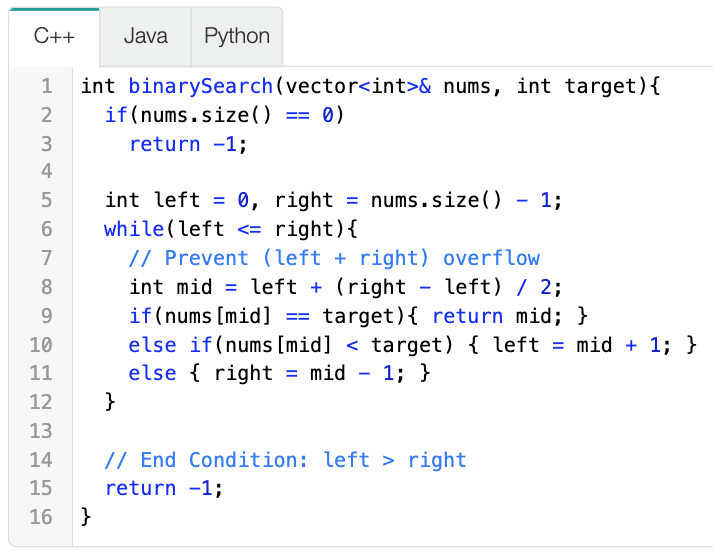 C++ Java Python
1 int binarySearch(vector<int>& nums, int target){
2   if(nums.size() == 0)
3     return -1;
4
5   int left = 0, right = nums.size() - 1;
6   while(left <= right){
7     // Prevent (left + right) overflow
8     int mid = left + (right - left) / 2;
9     if(nums[mid] == target){ return mid; }
10     else if(nums[mid] < target) { left = mid + 1; }
11     else { right = mid - 1; }
12   }
13
14   // End Condition: left > right
15   return -1;
16 }